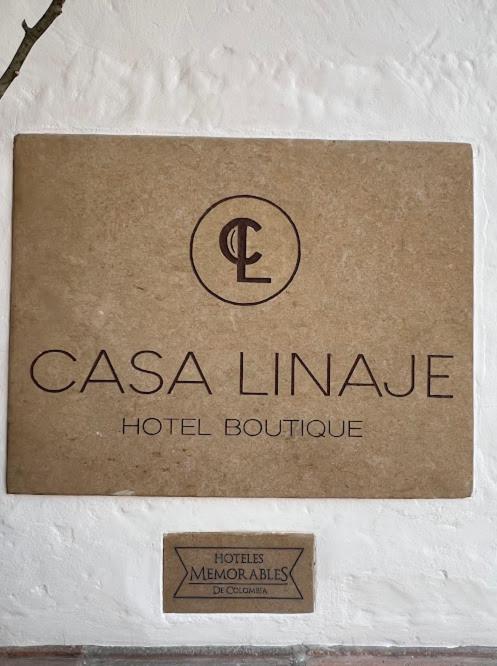 CL
CASA LINAJE
HOTEL BOUTIQUE
HOTELES
MEMORABLES
DE COLOMBIA